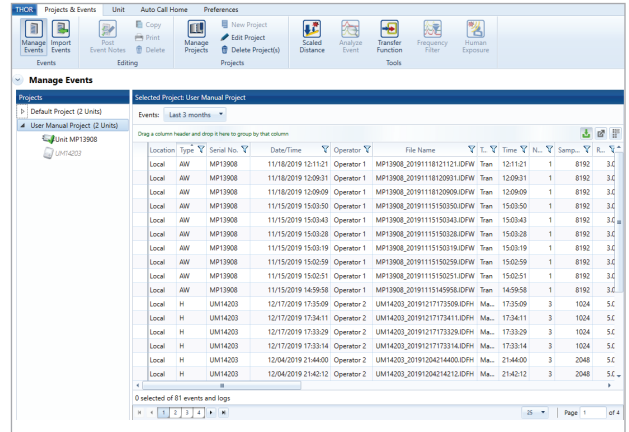 THOR Projects & Events Unit Auto Call Home Preferences
Manage Events Import Events Post Event Notes Copy Print Delete Manage Projects New Project Edit Project Delete Project(s) Scaled Distance Analyze Event Transfer Function Frequency Filter Human Exposure
Events Editing Projects Tools
Manage Events
Projects
Default Project (2 Units)
User Manual Project (2 Units)
Unit MP13908
UM14203
Selected Project: User Manual Project
Events: Last 3 months
Drag a column header and drop it here to group by that column
Location Type Serial No. Date/Time Operator File Name T... Time N... Samp... R...
Local AW MP13908 11/18/2019 12:11:21 Operator 1 MP13908_20191118121121.IDFW Tran 12:11:21 1 8192 3.0
Local AW MP13908 11/18/2019 12:09:31 Operator 1 MP13908_20191118120931.IDFW Tran 12:09:31 1 8192 3.0
Local AW MP13908 11/18/2019 12:09:09 Operator 1 MP13908_20191118120909.IDFW Tran 12:09:09 1 8192 3.0
Local AW MP13908 11/15/2019 15:03:50 Operator 1 MP13908_20191115150350.IDFW Tran 15:03:50 1 8192 3.0
Local AW MP13908 11/15/2019 15:03:43 Operator 1 MP13908_20191115150343.IDFW Tran 15:03:43 1 8192 3.0
Local AW MP13908 11/15/2019 15:03:28 Operator 1 MP13908_20191115150328.IDFW Tran 15:03:28 1 8192 3.0
Local AW MP13908 11/15/2019 15:03:19 Operator 1 MP13908_20191115150319.IDFW Tran 15:03:19 1 8192 3.0
Local AW MP13908 11/15/2019 15:02:59 Operator 1 MP13908_20191115150259.IDFW Tran 15:02:59 1 8192 3.0
Local AW MP13908 11/15/2019 15:02:51 Operator 1 MP13908_20191115150251.IDFW Tran 15:02:51 1 8192 3.0
Local AW MP13908 11/15/2019 14:59:58 Operator 1 MP13908_20191115145958.IDFW Tran 14:59:58 1 8192 3.0
Local H UM14203 12/17/2019 17:35:09 Operator 2 UM14203_20191217173509.IDFH Ma... 17:35:09 3 1024 5.0
Local H UM14203 12/17/2019 17:34:11 Operator 2 UM14203_20191217173411.IDFH Ma... 17:34:11 3 1024 5.0
Local H UM14203 12/17/2019 17:33:29 Operator 2 UM14203_20191217173329.IDFH Ma... 17:33:29 3 1024 5.0
Local H UM14203 12/17/2019 17:33:14 Operator 2 UM14203_20191217173314.IDFH Ma... 17:33:14 3 1024 5.0
Local H UM14203 12/04/2019 21:44:00 Operator 2 UM14203_20191204214400.IDFH Ma... 21:44:00 3 2048 5.0
Local H UM14203 12/04/2019 21:42:12 Operator 2 UM14203_20191204214212.IDFH Ma... 21:42:12 3 2048 5.0
0 selected of 81 events and logs
1 2 3 4 25 Page 1 of 4